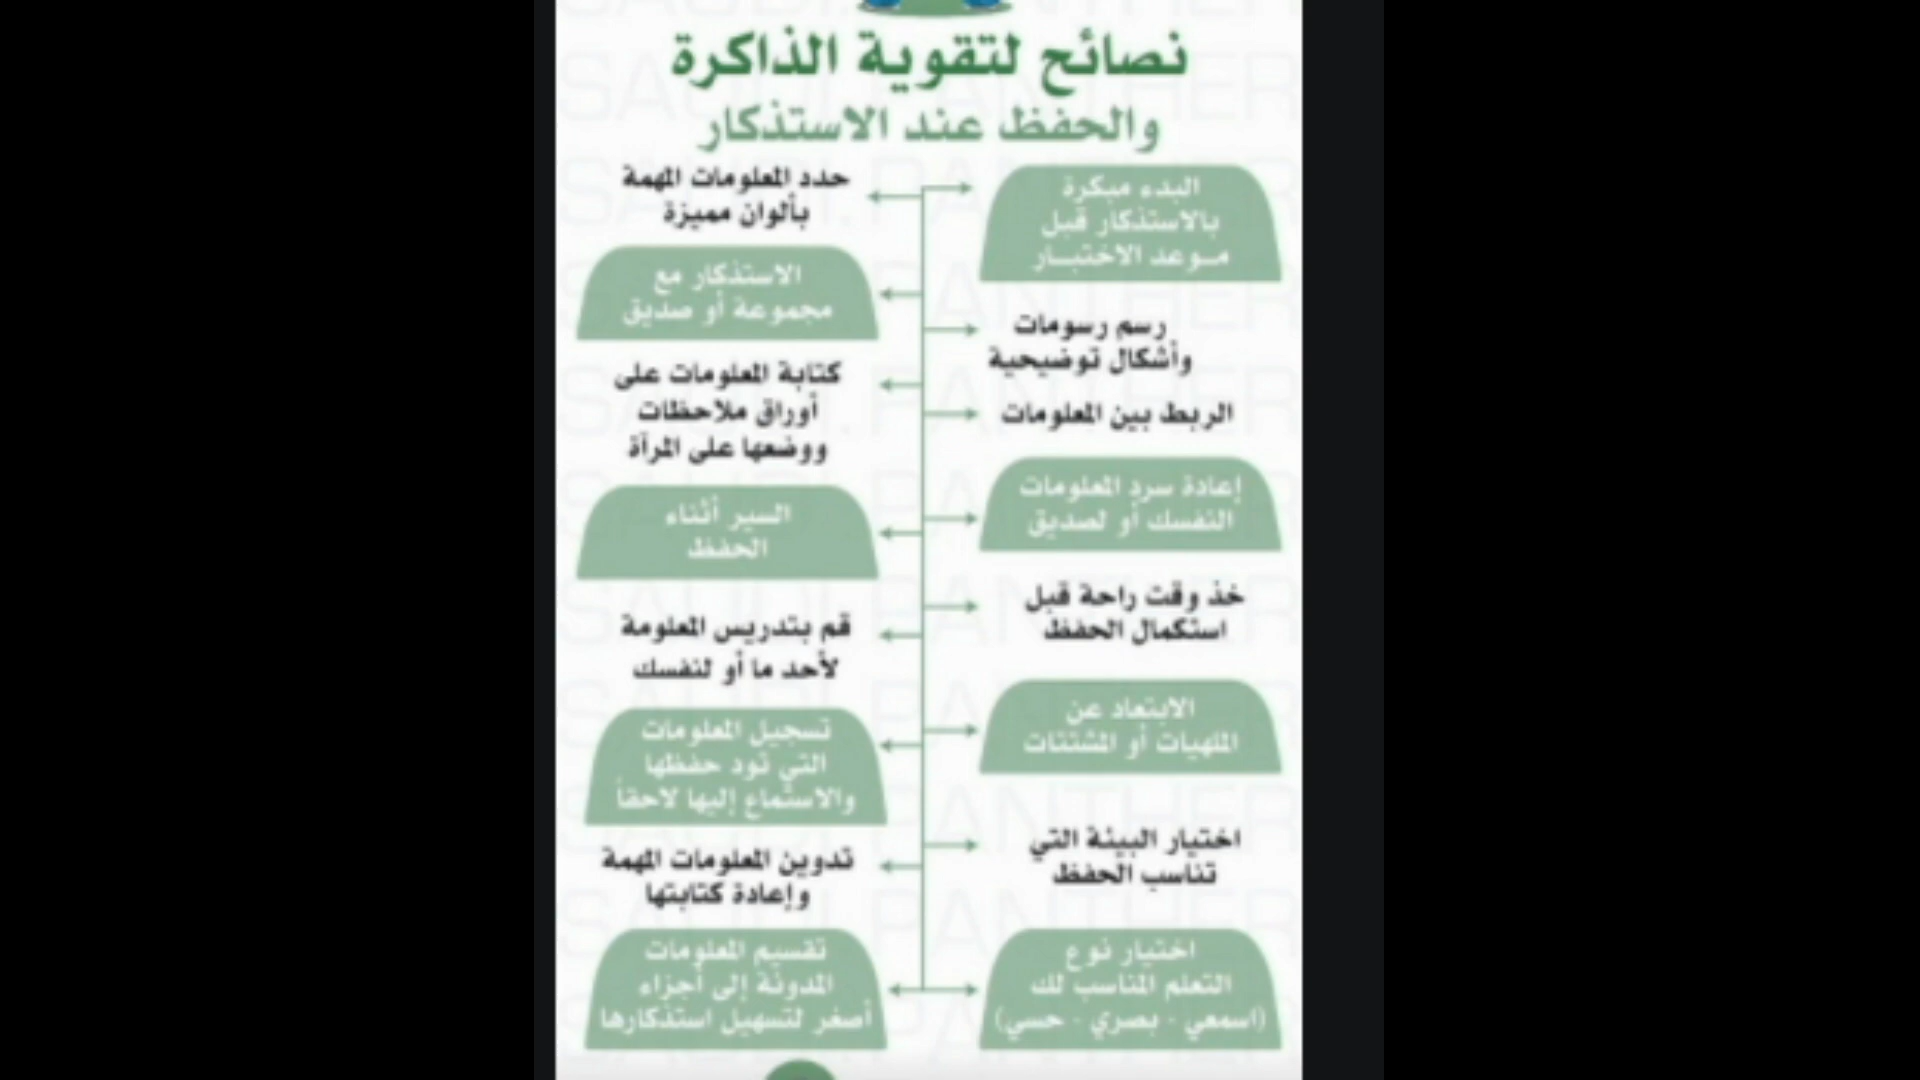 نصائح لتقوية الذاكرة
والحفظ عند الاستذكار
البدء مبكرة
بالاستذكار قبل
مـوعد الاختبـار
حدد المعلومات المهمة
بألوان مميزة
الاستذكار مع
مجموعة أو صديق
رسم رسومات
وأشكال توضيحية
كتابة المعلومات على
أوراق ملاحظات
ووضعها على المرآة
الربط بين المعلومات
إعادة سرد المعلومات
النفسك أو لصديق
السير أثناء
الحفظ
خذ وقت راحة قبل
استكمال الحفظ
قم بتدريس المعلومة
لأحد ما أو لنفسك
الابتعاد عن
الملهيات أو المشتتات
تسجيل المعلومات
التي تود حفظها
والاستماع إليها لاحقاً
اختيار البيئة التي
تناسب الحفظ
تدوين المعلومات المهمة
وإعادة كتابتها
اختيار نوع
التعلم المناسب لك
(اسمعي - بصري - حسي)
تقسيم المعلومات
المدونة إلى أجزاء
أصغر لتسهيل استذكارها
SAUDI.PANTHER